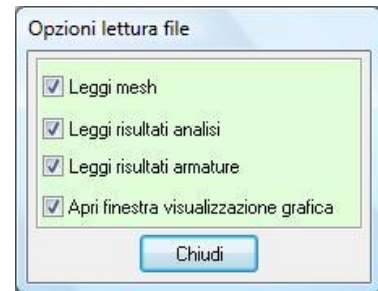 Opzioni lettura file
Leggi mesh
Leggi risultati analisi
Leggi risultati armature
Apri finestra visualizzazione grafica
Chiudi